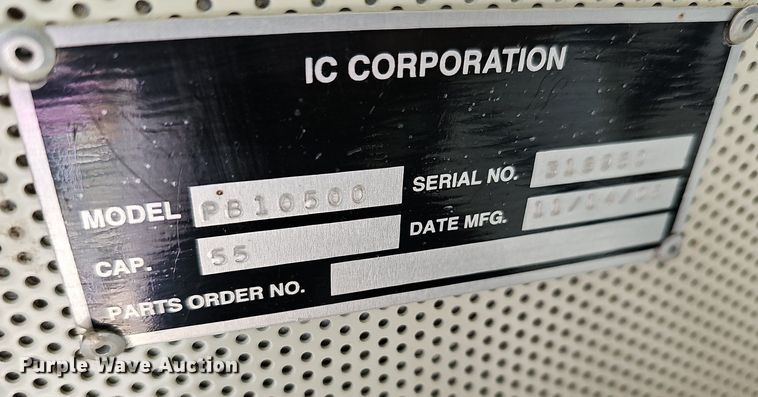 IC CORPORATION
MODEL PB10500
SERIAL NO.
CAP. 55
DATE MFG.
PARTS ORDER NO.
Purple Wave Auction